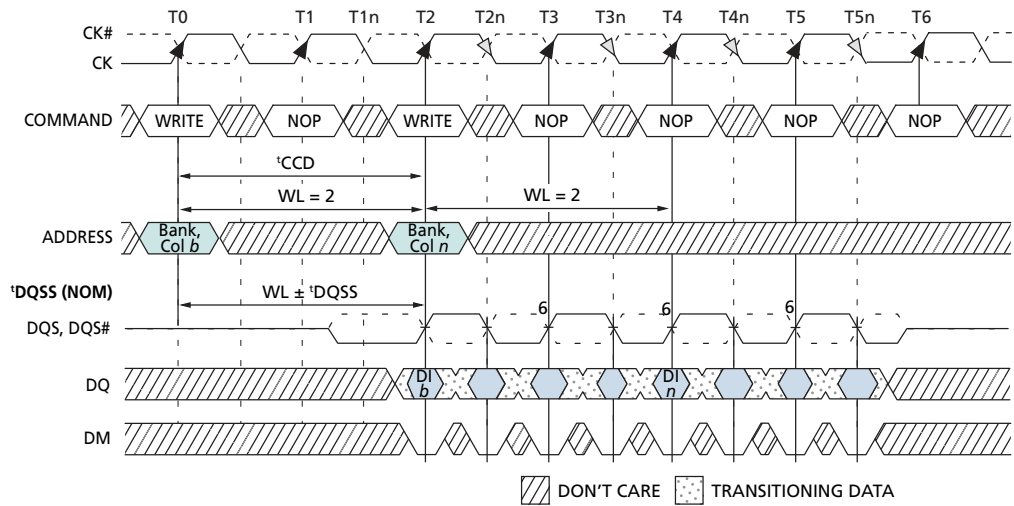 T0 T1 T1n T2 T2n T3 T3n T4 T4n T5 T5n T6
CK#
CK
COMMAND WRITE NOP WRITE NOP NOP NOP NOP
tCCD
WL = 2 WL = 2
ADDRESS Bank, Col b Bank, Col n
tDQSS (NOM)
WL ± tDQSS
6 6 6
DQS, DQS#
DQ DI b DI n
DM
DON'T CARE TRANSITIONING DATA